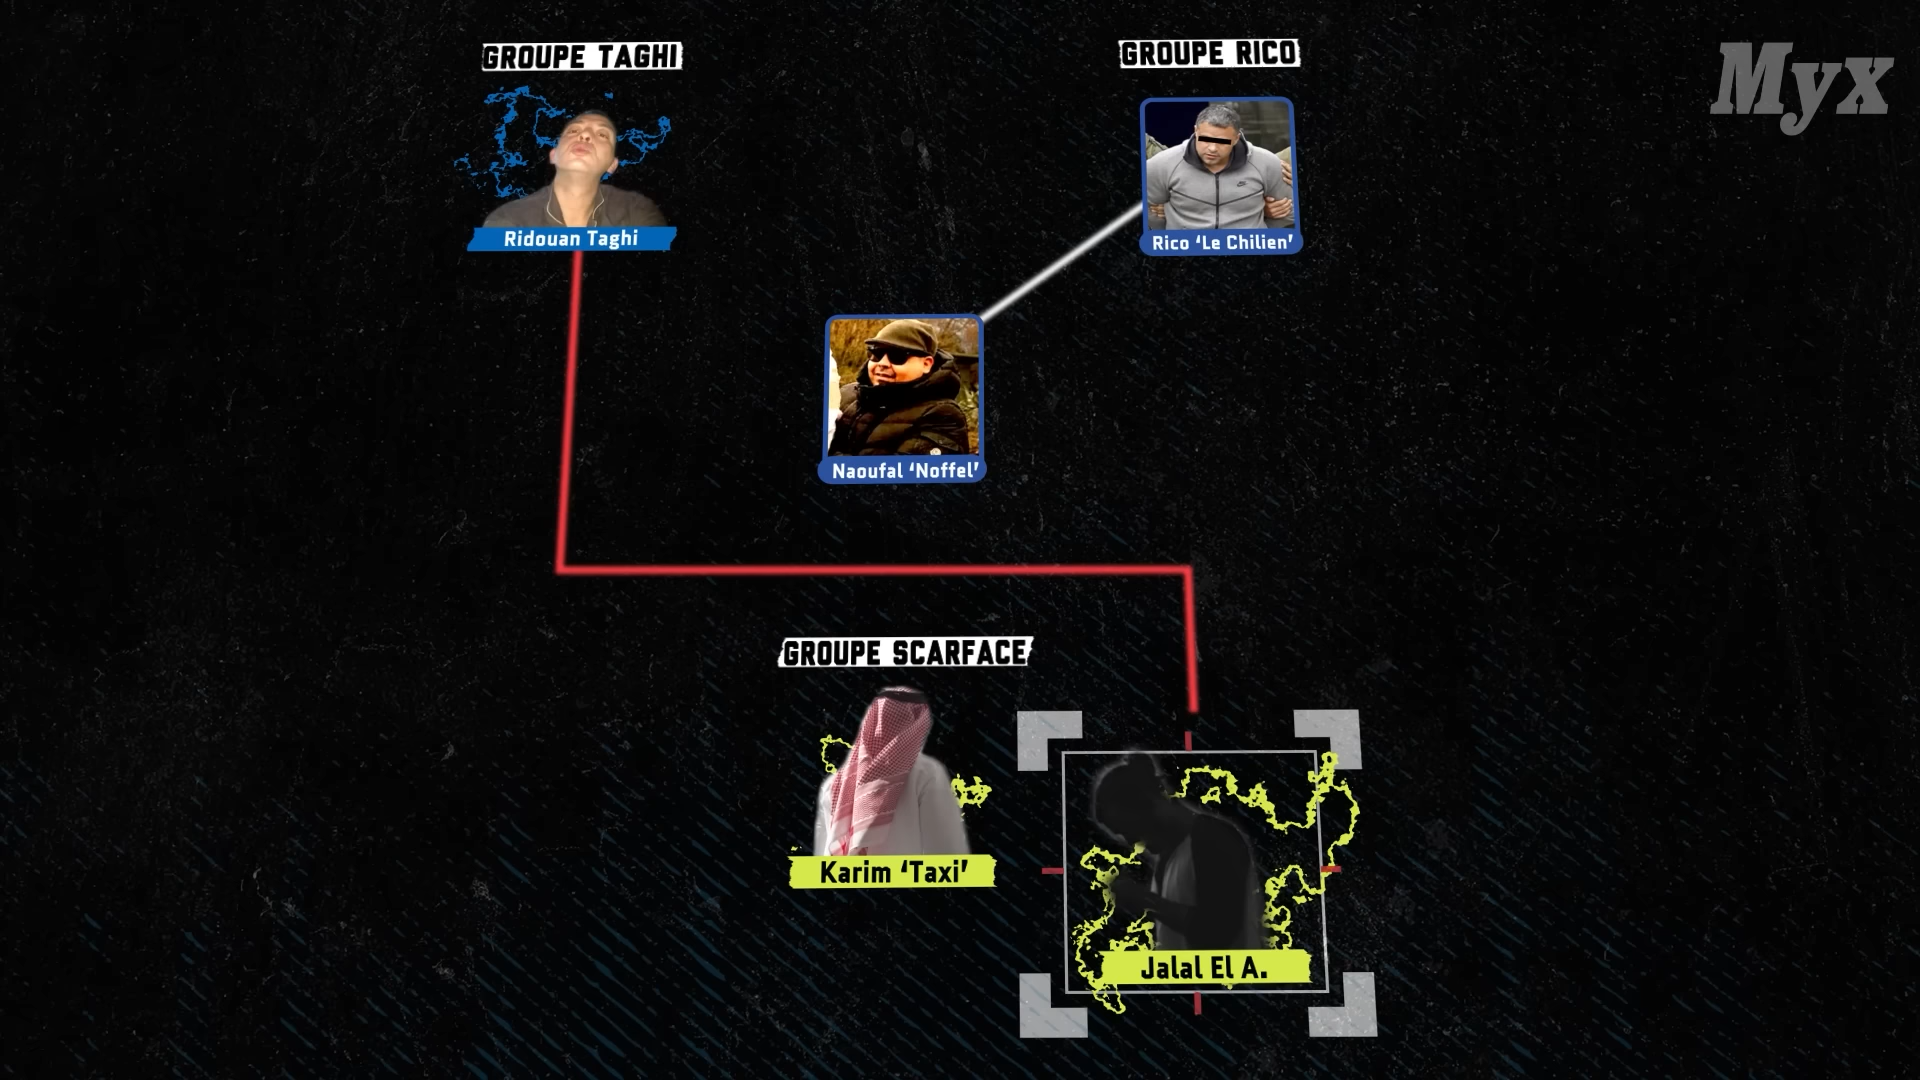 GROUPE TAGHI
GROUPE RICO
Myx
Ridouan Taghi
Rico ‘Le Chilien’
Naoufal ‘Noffel’
GROUPE SCARFACE
Karim ‘Taxi’
Jalal El A.